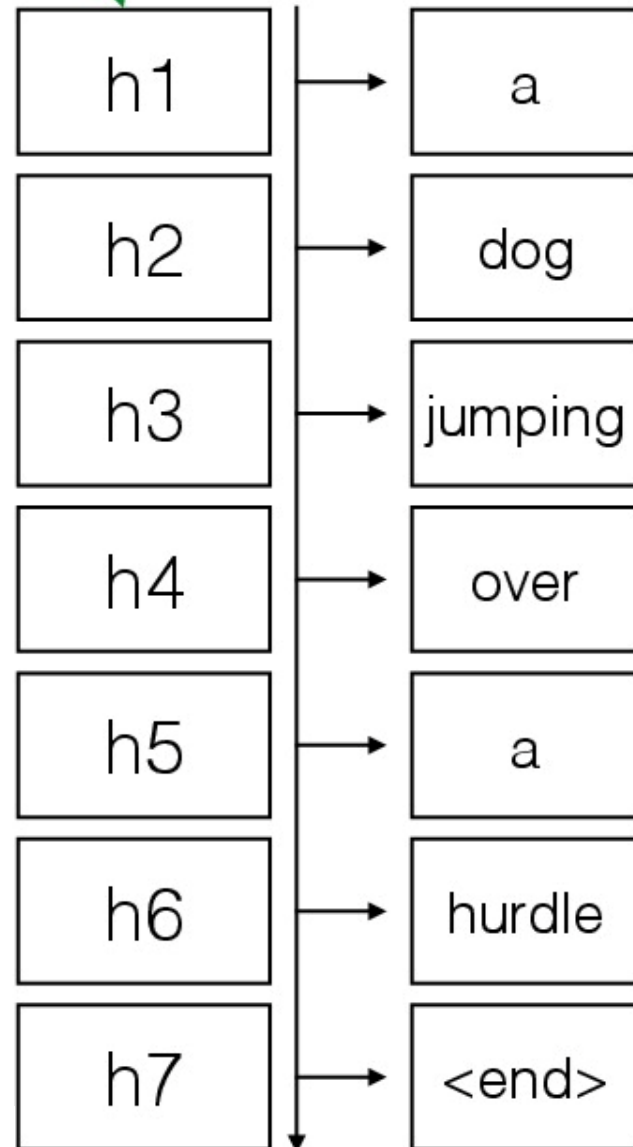 h1 a
h2 dog
h3 jumping
h4 over
h5 a
h6 hurdle
h7 <end>